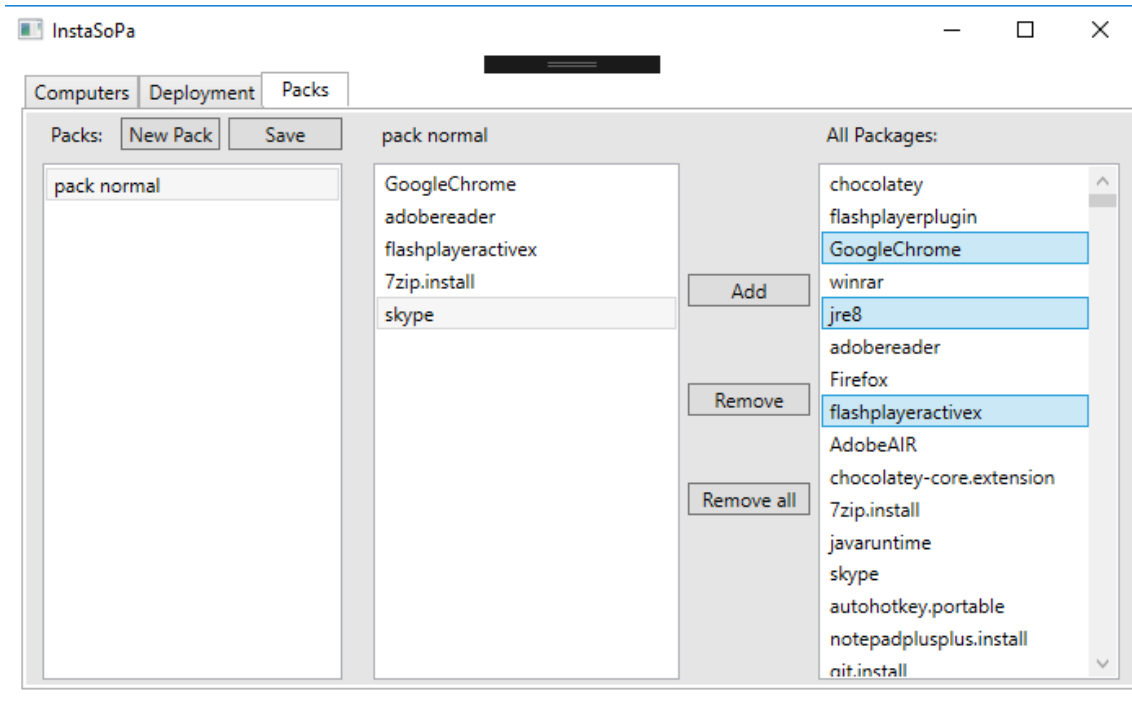 InstaSoPa
Computers
Deployment
Packs
Packs:
New Pack
Save
pack normal
All Packages:
pack normal
GoogleChrome
adobereader
flashplayeractivex
7zip.install
skype
Add
Remove
Remove all
chocolatey
flashplayerplugin
GoogleChrome
winrar
jre8
adobereader
Firefox
flashplayeractivex
AdobeAIR
chocolatey-core.extension
7zip.install
javaruntime
skype
autohotkey.portable
notepadplusplus.install
git.install